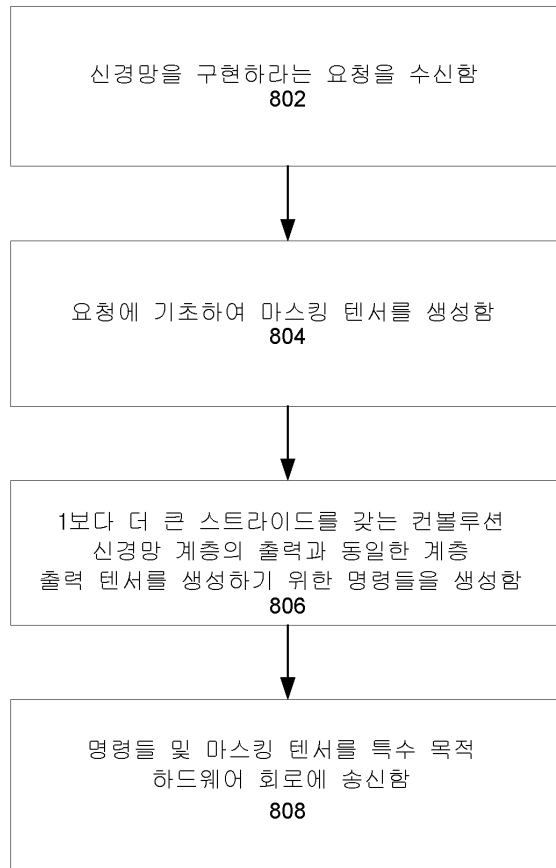 신경망을 구현하라는 요청을 수신함
802
요청에 기초하여 마스킹 텐서를 생성함
804
1보다 더 큰 스트라이드를 갖는 컨볼루션
신경망 계층의 출력과 동일한 계층
출력 텐서를 생성하기 위한 명령들을 생성함
806
명령들 및 마스킹 텐서를 특수 목적
하드웨어 회로에 송신함
808